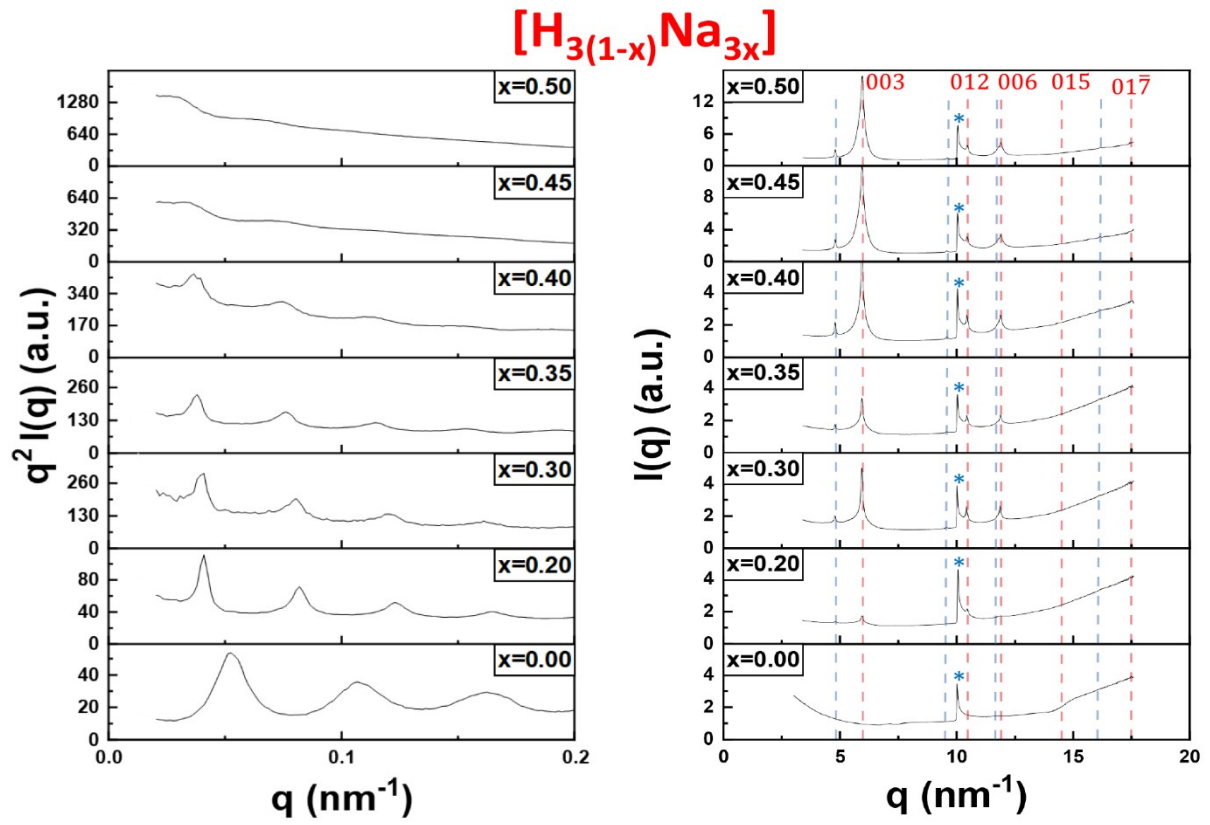 [H3(1-x)Na3x]
q² I(q) (a.u.)
1280
640
0
x=0.50
640
320
0
x=0.45
340
170
0
x=0.40
260
130
0
x=0.35
260
130
0
x=0.30
80
40
0
x=0.20
40
20
0
x=0.00
0.0 0.1 0.2
q (nm⁻¹)
I(q) (a.u.)
003 012 006 015 017̄
12
6
0
x=0.50
*
8
4
0
x=0.45
*
4
2
0
x=0.40
*
4
2
0
x=0.35
*
4
2
0
x=0.30
*
4
2
0
x=0.20
*
4
2
0
x=0.00
*
0 5 10 15 20
q (nm⁻¹)